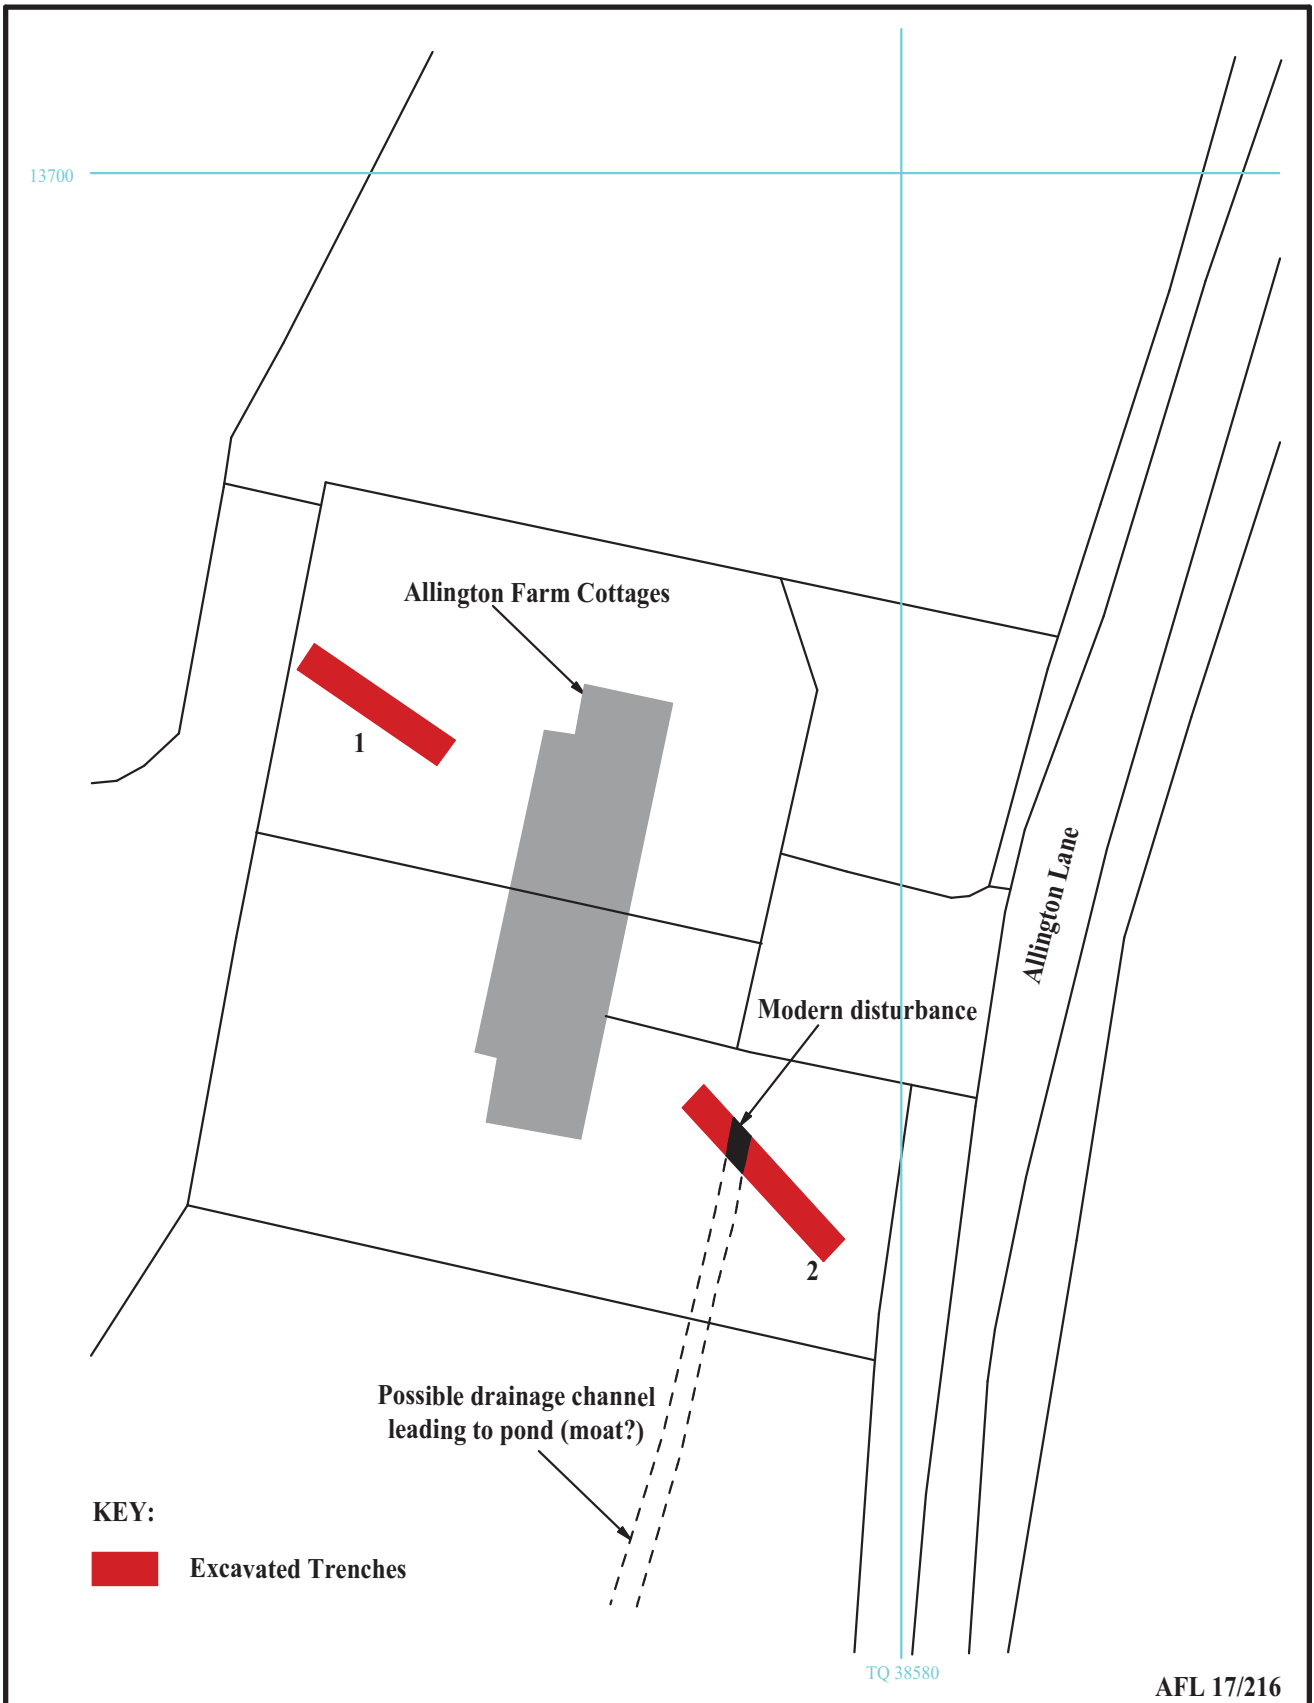 13700
Allington Farm Cottages
1
Allington Lane
Modern disturbance
2
Possible drainage channel
leading to pond (moat?)
KEY:
Excavated Trenches
TQ 38580
AFL 17/216